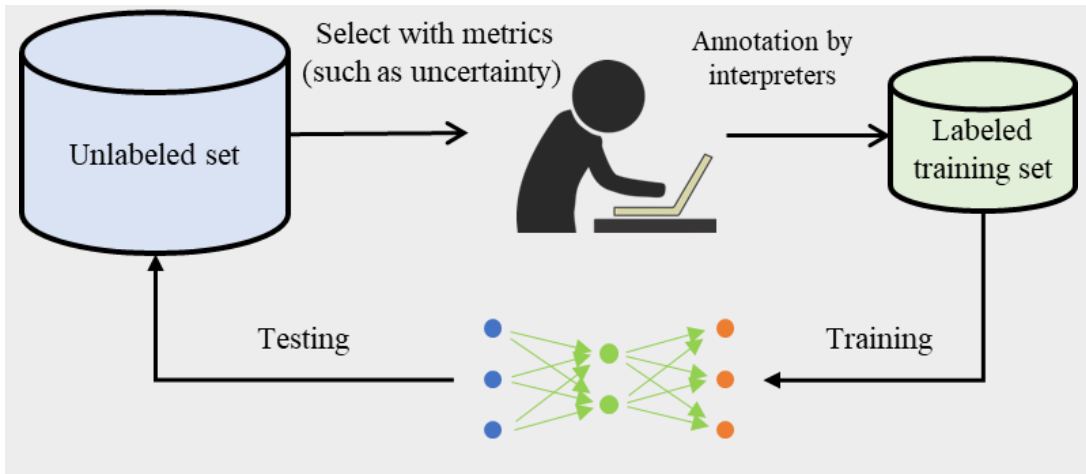 Select with metrics
(such as uncertainty)
Annotation by
interpreters
Unlabeled set
Labeled
training set
Testing
Training